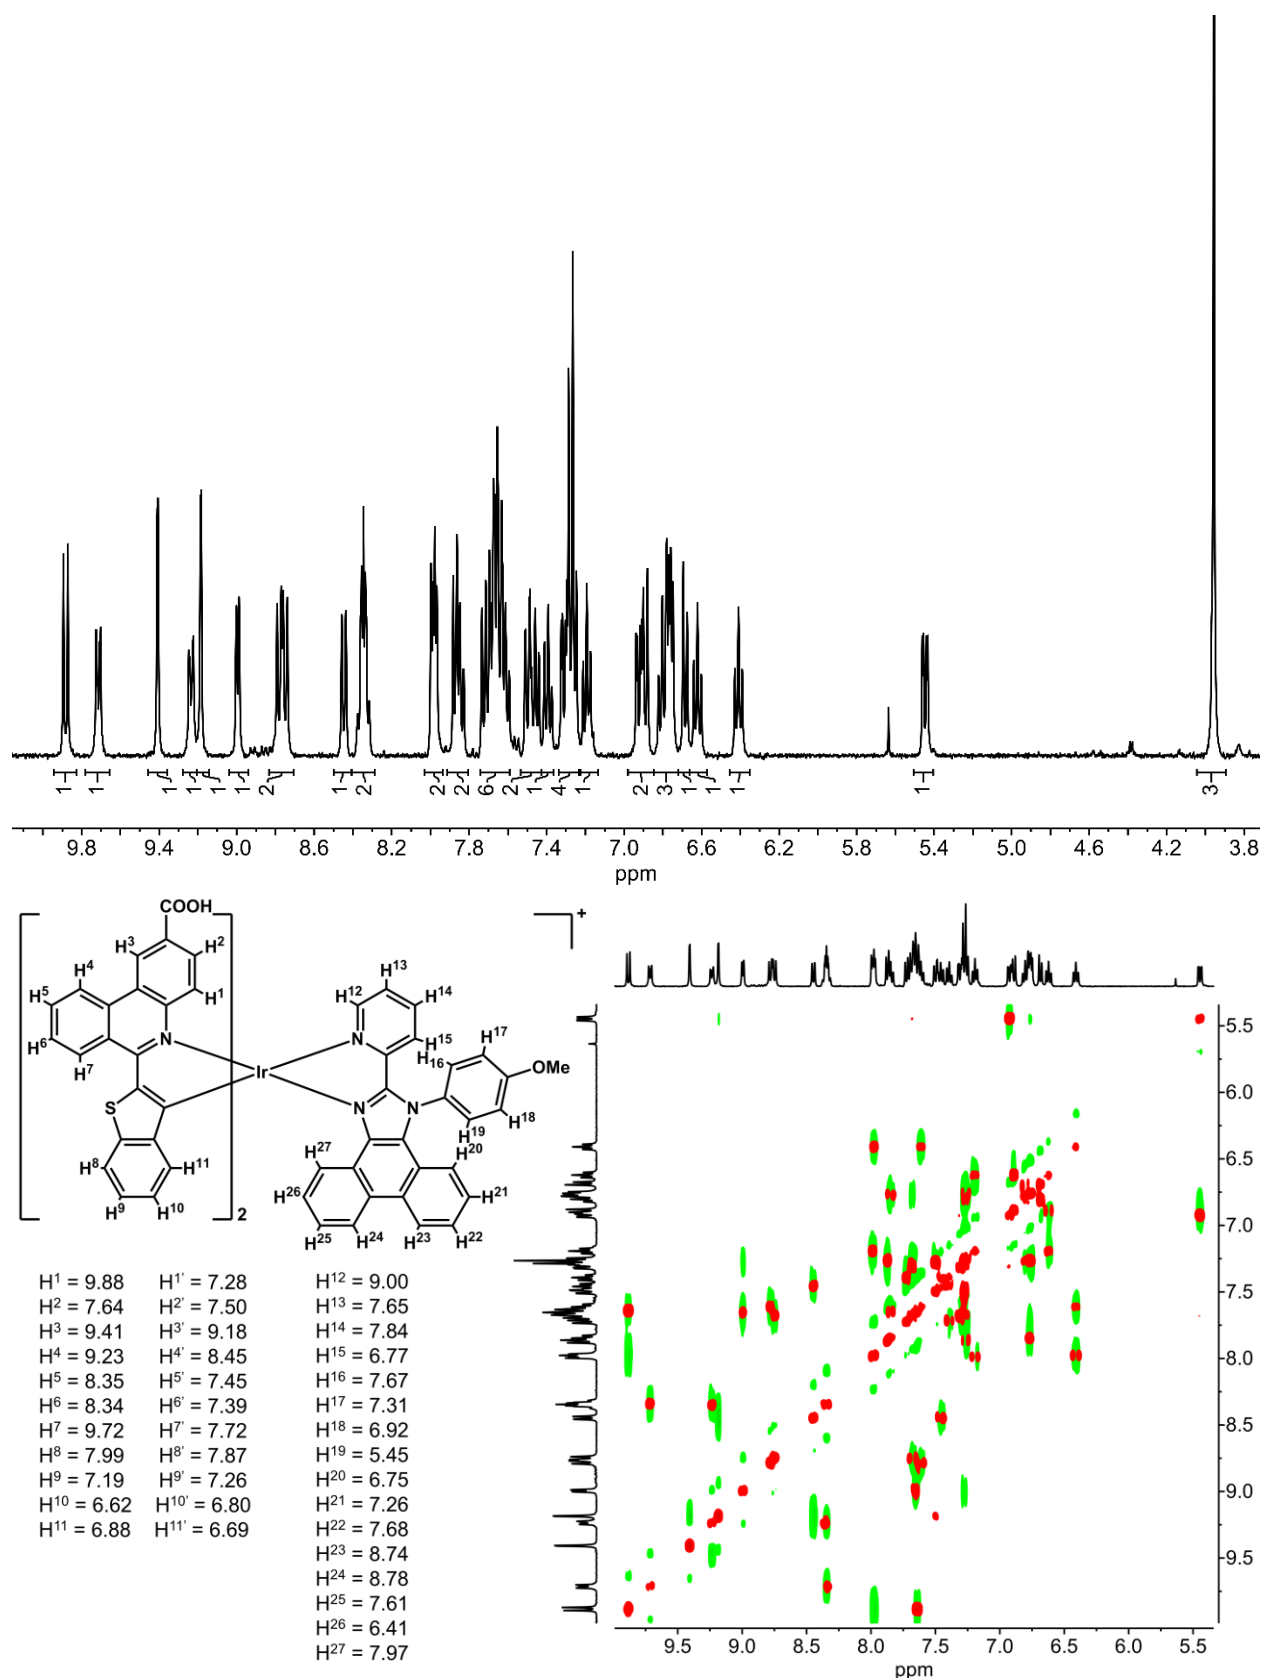 1 1 1 1 1 1 2 1 2 2 2 6 2 1 4 1 2 3 1 1 1 1 3
9.8 9.4 9.0 8.6 8.2 7.8 7.4 7.0 6.6 6.2 5.8 5.4 5.0 4.6 4.2 3.8
ppm
COOH
H3 H2
H4
H5 H1
H6 N
H7
S
H8 H11
H9 H10
2
Ir
+
H13
H12 H14
N H15
H17
H16 OMe
N N H18
H19
H27 H20
H26 H21
H25 H24 H23 H22
H1 = 9.88 H1' = 7.28 H12 = 9.00
H2 = 7.64 H2' = 7.50 H13 = 7.65
H3 = 9.41 H3' = 9.18 H14 = 7.84
H4 = 9.23 H4' = 8.45 H15 = 6.77
H5 = 8.35 H5' = 7.45 H16 = 7.67
H6 = 8.34 H6' = 7.39 H17 = 7.31
H7 = 9.72 H7' = 7.72 H18 = 6.92
H8 = 7.99 H8' = 7.87 H19 = 5.45
H9 = 7.19 H9' = 7.26 H20 = 6.75
H10 = 6.62 H10' = 6.80 H21 = 7.26
H11 = 6.88 H11' = 6.69 H22 = 7.68
H23 = 8.74
H24 = 8.78
H25 = 7.61
H26 = 6.41
H27 = 7.97
5.5
6.0
6.5
7.0
7.5
8.0
8.5
9.0
9.5
9.5 9.0 8.5 8.0 7.5 7.0 6.5 6.0 5.5
ppm